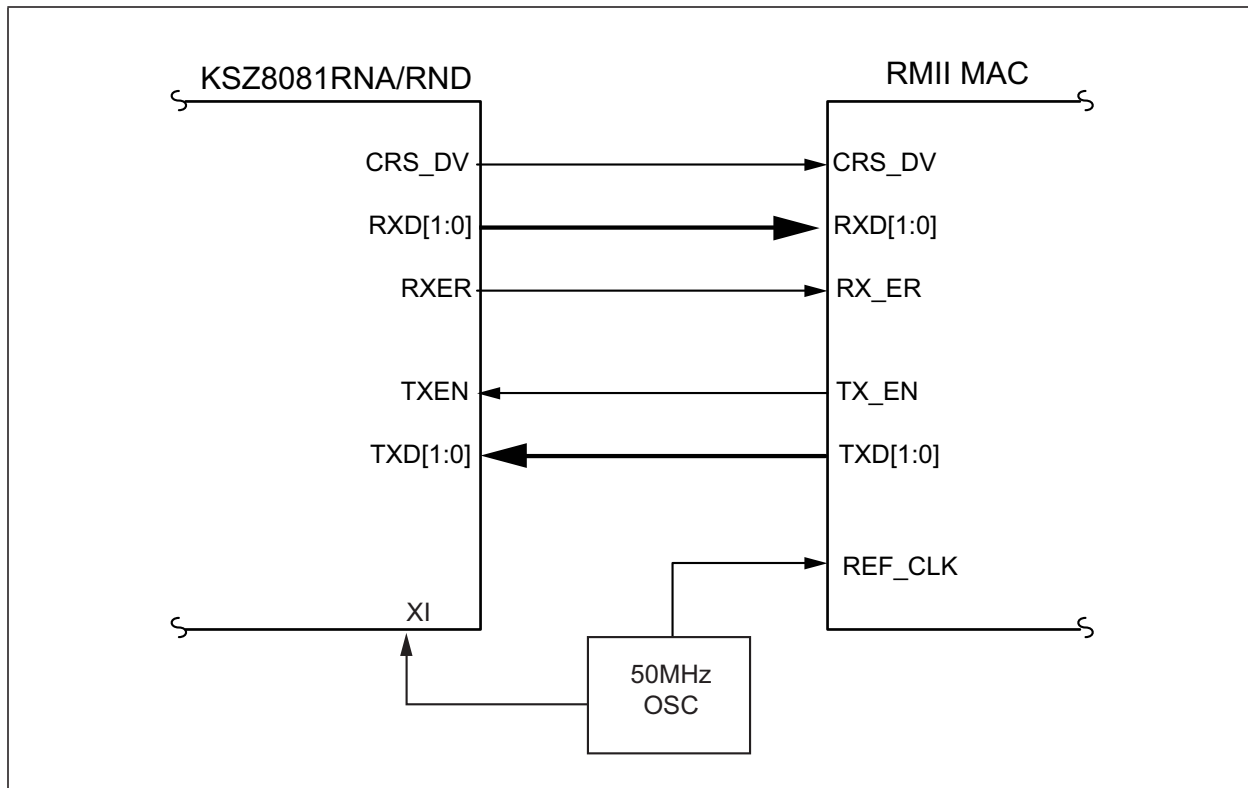 KSZ8081RNA/RND
RMII MAC
CRS_DV
CRS_DV
RXD[1:0]
RXD[1:0]
RXER
RX_ER
TXEN
TX_EN
TXD[1:0]
TXD[1:0]
REF_CLK
XI
50MHz
OSC